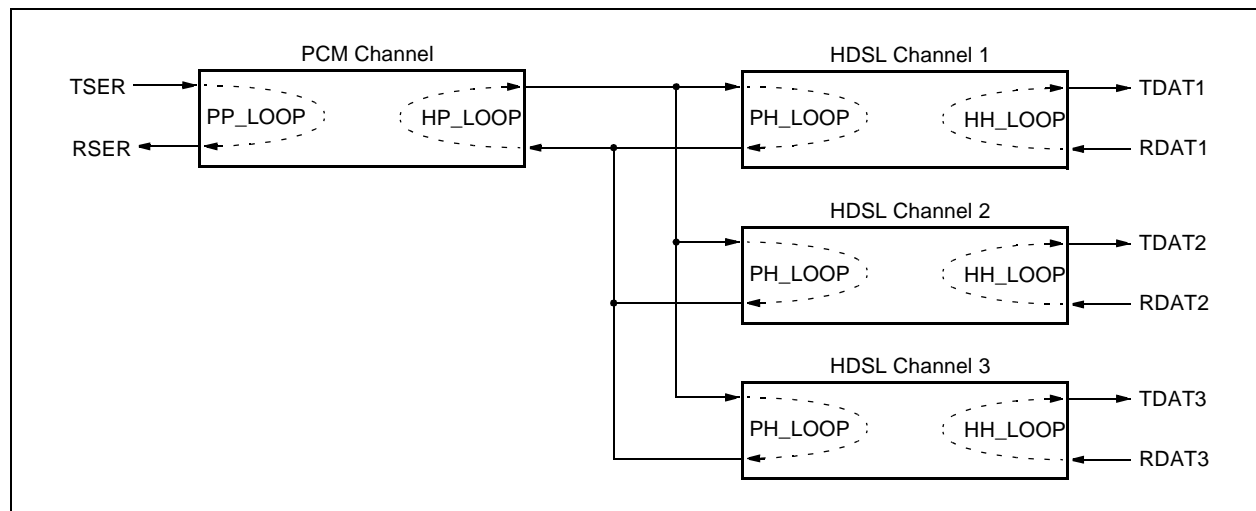 PCM Channel
TSER
RSER
PP_LOOP
HP_LOOP
HDSL Channel 1
PH_LOOP
HH_LOOP
TDAT1
RDAT1
HDSL Channel 2
PH_LOOP
HH_LOOP
TDAT2
RDAT2
HDSL Channel 3
PH_LOOP
HH_LOOP
TDAT3
RDAT3